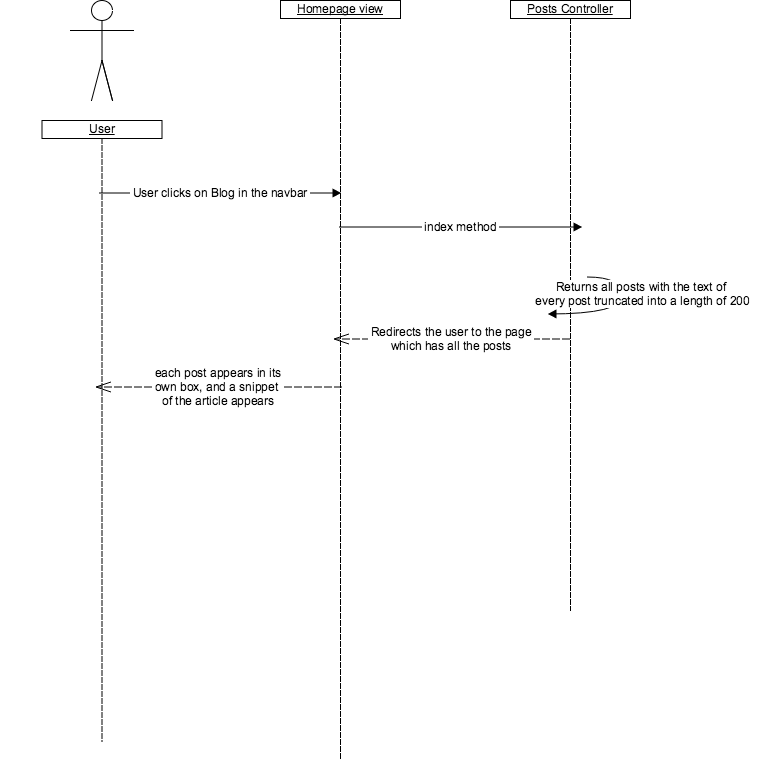 Homepage view
Posts Controller
User
User clicks on Blog in the navbar
index method
Returns all posts with the text of
every post truncated into a length of 200
Redirects the user to the page
which has all the posts
each post appears in its
own box, and a snippet
of the article appears